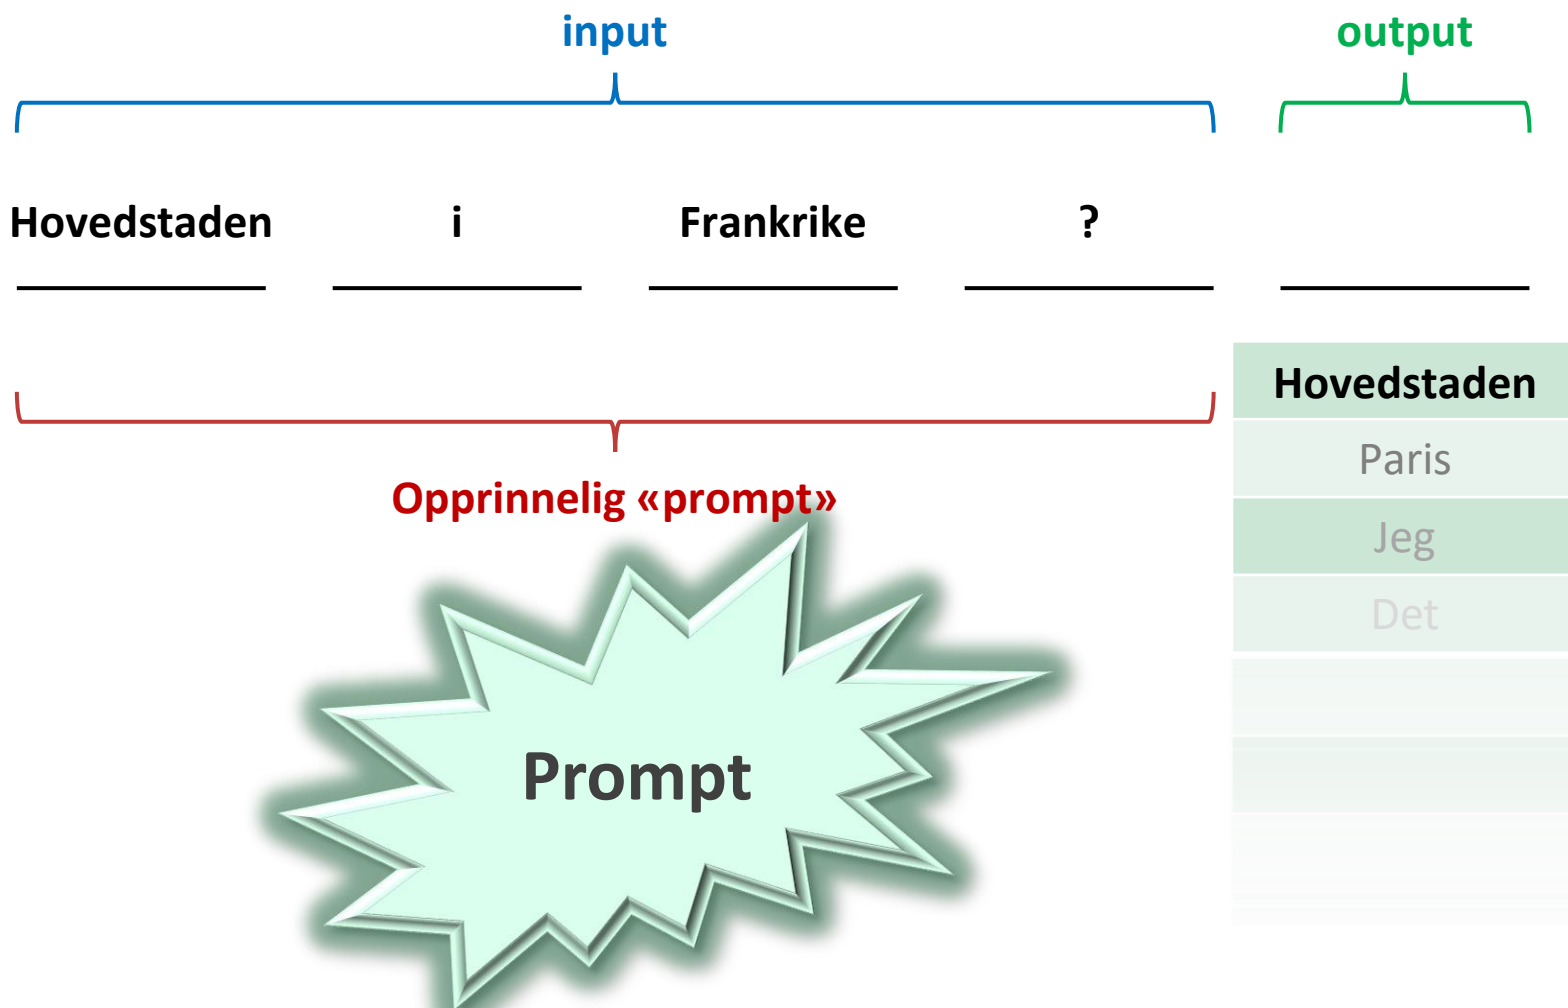 input output
Hovedstaden i Frankrike ?
Hovedstaden
Paris
Opprinnelig «prompt»
Jeg
Det
Prompt